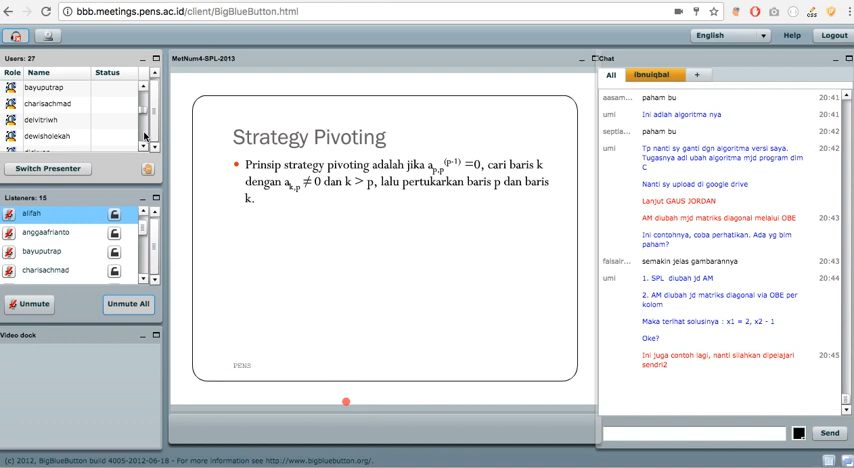 bbb.meetings.pens.ac.id/client/BigBlueButton.html
English
Help
Logout
Users: 27
Role Name Status
bayuputrap
charisachmad
delvitriwh
dewisholekah
Switch Presenter
Listeners: 15
alifah
anggaafrianto
bayuputrap
charisachmad
Unmute
Unmute All
Video dock
MetNum4-SPL-2013
Strategy Pivoting
• Prinsip strategy pivoting adalah jika a_{p,p}^{(p-1)} =0, cari baris k
dengan a_{k,p} ≠ 0 dan k > p, lalu pertukarkan baris p dan baris
k.
PENS
Chat
All ibnuiqbal +
aasam... paham bu 20:41
umi Ini adlah algoritma nya 20:41
septia... paham bu 20:42
umi Tp nanti sy ganti dgn algoritma versi saya. 20:42
Tugasnya adl ubah algoritma mjd program dlm
C
Nanti sy upload di google drive
Lanjut GAUS JORDAN
AM diubah mjd matriks diagonal melalui OBE 20:43
Ini contohnya, coba perhatikan. Ada yg blm
paham?
faisalr... semakin jelas gambarannya 20:43
umi 1. SPL diubah jd AM 20:44
2. AM diubah jd matriks diagonal via OBE per
kolom
Maka terlhat solusinya : x1 = 2, x2 - 1
Oke?
Ini juga contoh lagi, nanti silahkan dipelajari 20:45
sendri2
Send
(c) 2012, BigBlueButton build 4005-2012-06-18 - For more information see http://www.bigbluebutton.org/.